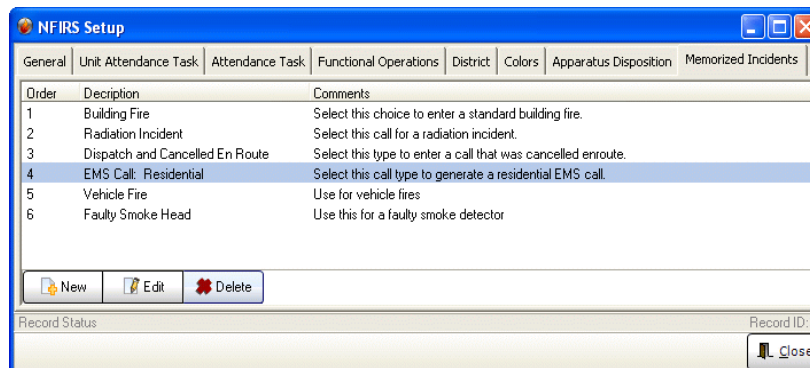 NFIRS Setup
General Unit Attendance Task Attendance Task Functional Operations District Colors Apparatus Disposition Memorized Incidents
Order Decription Comments
1 Building Fire Select this choice to enter a standard building fire.
2 Radiation Incident Select this call for a radiation incident.
3 Dispatch and Cancelled En Route Select this type to enter a call that was cancelled enroute.
4 EMS Call: Residential Select this call type to generate a residential EMS call.
5 Vehicle Fire Use for vehicle fires
6 Faulty Smoke Head Use this for a faulty smoke detector
New Edit Delete
Record Status Record ID:
Close